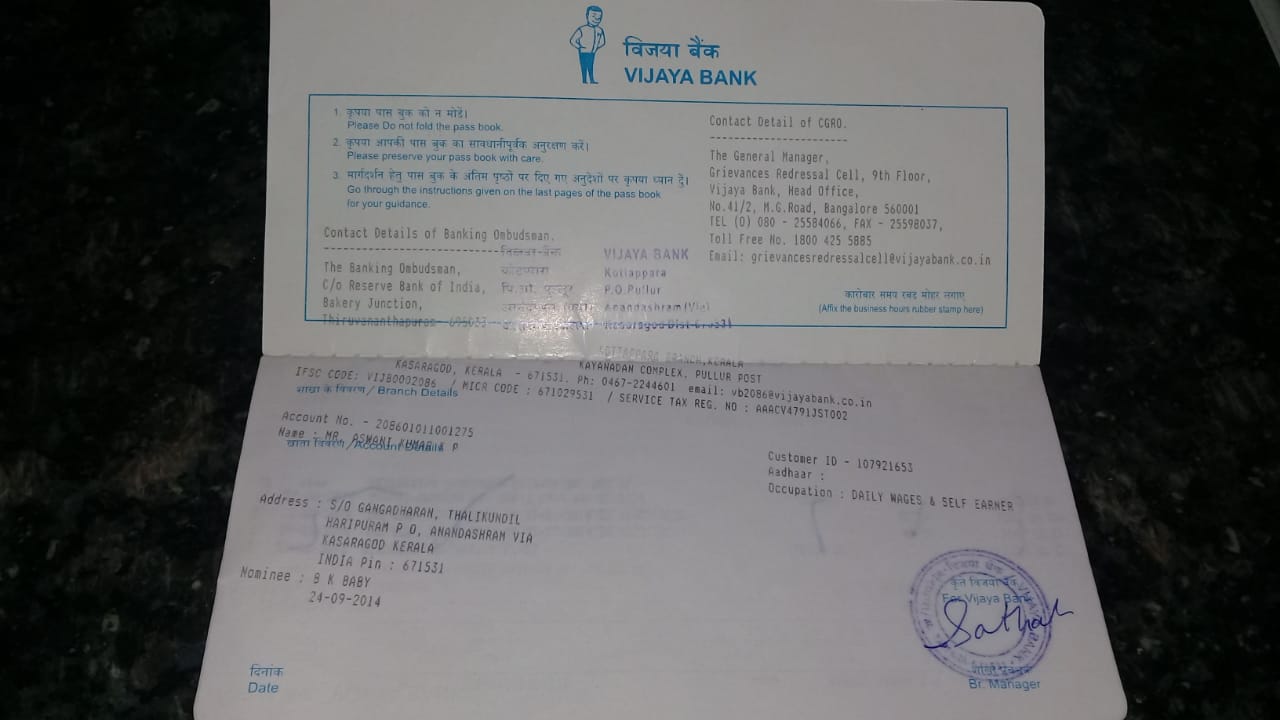 विजया बैंक
VIJAYA BANK
1. कृपया पास बुक को न मोडें।
Please Do not fold the pass book.
2. कृपया आपकी पास बुक का सावधानीपूर्वक अनुरक्षण करें।
Please preserve your pass book with care.
3. मार्गदर्शन हेतु पास बुक के अंतिम पृष्ठों पर दिए गए अनुदेशों पर कृपया ध्यान दें।
Go through the instructions given on the last pages of the pass book
for your guidance.
Contact Detail of CGRO.
The General Manager,
Grievances Redressal Cell, 9th Floor,
Vijaya Bank, Head Office,
No.41/2, M.G.Road, Bangalore 560001
TEL (O) 080 - 25584066, FAX - 25598037,
Toll Free No. 1800 425 5885
Email: grievancesredressalcell@vijayabank.co.in
Contact Details of Banking Ombudsman.
The Banking Ombudsman,
C/o Reserve Bank of India,
Bakery Junction,
Thiruvananthapuram-
VIJAYA BANK
Kottappara
P.O.Pullur
Anandashram (Via)
कारोबार समय रबड़ मोहर लगाए
(Affix the business hours rubber stamp here)
KOTTAPPARA BRANCH,KERALA
KAYANADAN COMPLEX, PULLUR POST
KASARAGOD, KERALA - 671531. Ph: 0467-2244601 email: vb2086@vijayabank.co.in
IFSC CODE: VIJB0002086 / MICR CODE : 671029531 / SERVICE TAX REG. NO : AAACV4791JST002
शाखा के विवरण / Branch Details
Account No. - 208601011001275
Name : MR. ASWANI KUMAR K P
खाता विवरण / Account Details
Customer ID - 107921653
Aadhaar :
Occupation : DAILY WAGES & SELF EARNER
Address : S/O GANGADHARAN, THALIKUNDIL
HARIPURAM P O, ANANDASHRAM VIA
KASARAGOD KERALA
INDIA Pin : 671531
Nominee : B K BABY
24-09-2014
कृते विजया बैंक
For Vijaya Bank
Br. Manager
दिनांक
Date